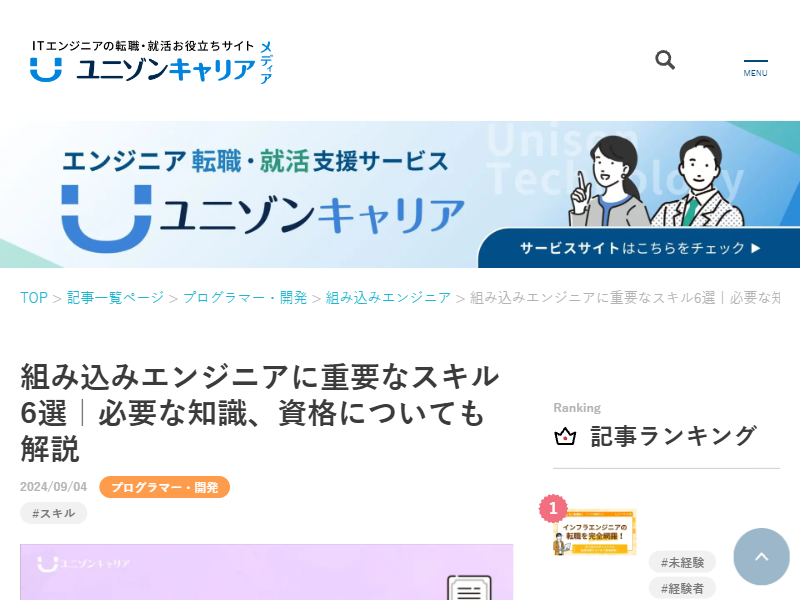 ITエンジニアの転職・就活お役立ちサイト
ユニゾンキャリア
メディア
MENU
Unison
Technology
エンジニア転職・就活支援サービス
ユニゾンキャリア
サービスサイトはこちらをチェック ▶
TOP > 記事一覧ページ > プログラマー・開発 > 組み込みエンジニア > 組み込みエンジニアに重要なスキル6選｜必要な知
組み込みエンジニアに重要なスキル
6選｜必要な知識、資格についても
解説
2024/09/04 プログラマー・開発
#スキル
ユニゾンキャリア
Ranking
記事ランキング
1
インフラエンジニアの
転職を完全網羅！
#未経験
#経験者